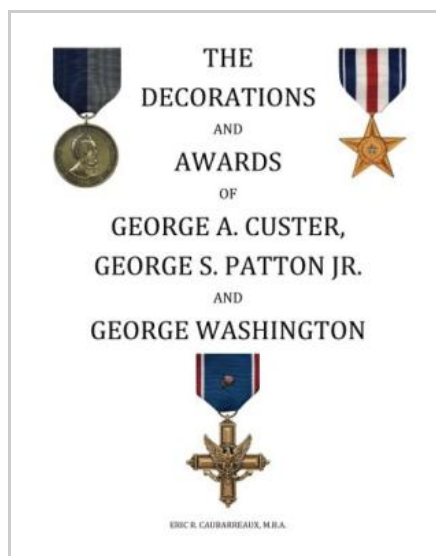 THE
DECORATIONS
AND
AWARDS
OF
GEORGE A. CUSTER,
GEORGE S. PATTON JR.
AND
GEORGE WASHINGTON
ERIC R. CAUBARREAUX, M.B.A.